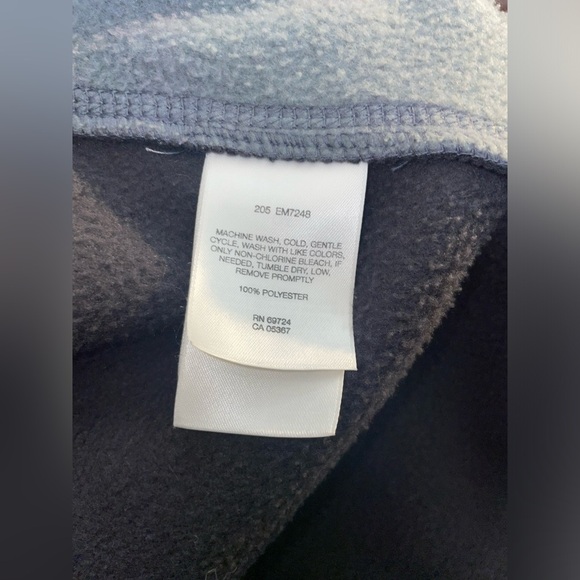 205 EM7248
MACHINE WASH, COLD, GENTLE
CYCLE, WASH WITH LIKE COLORS,
ONLY NON-CHLORINE BLEACH, IF
NEEDED, TUMBLE DRY, LOW,
REMOVE PROMPTLY
100% POLYESTER
RN 69724
CA 05367